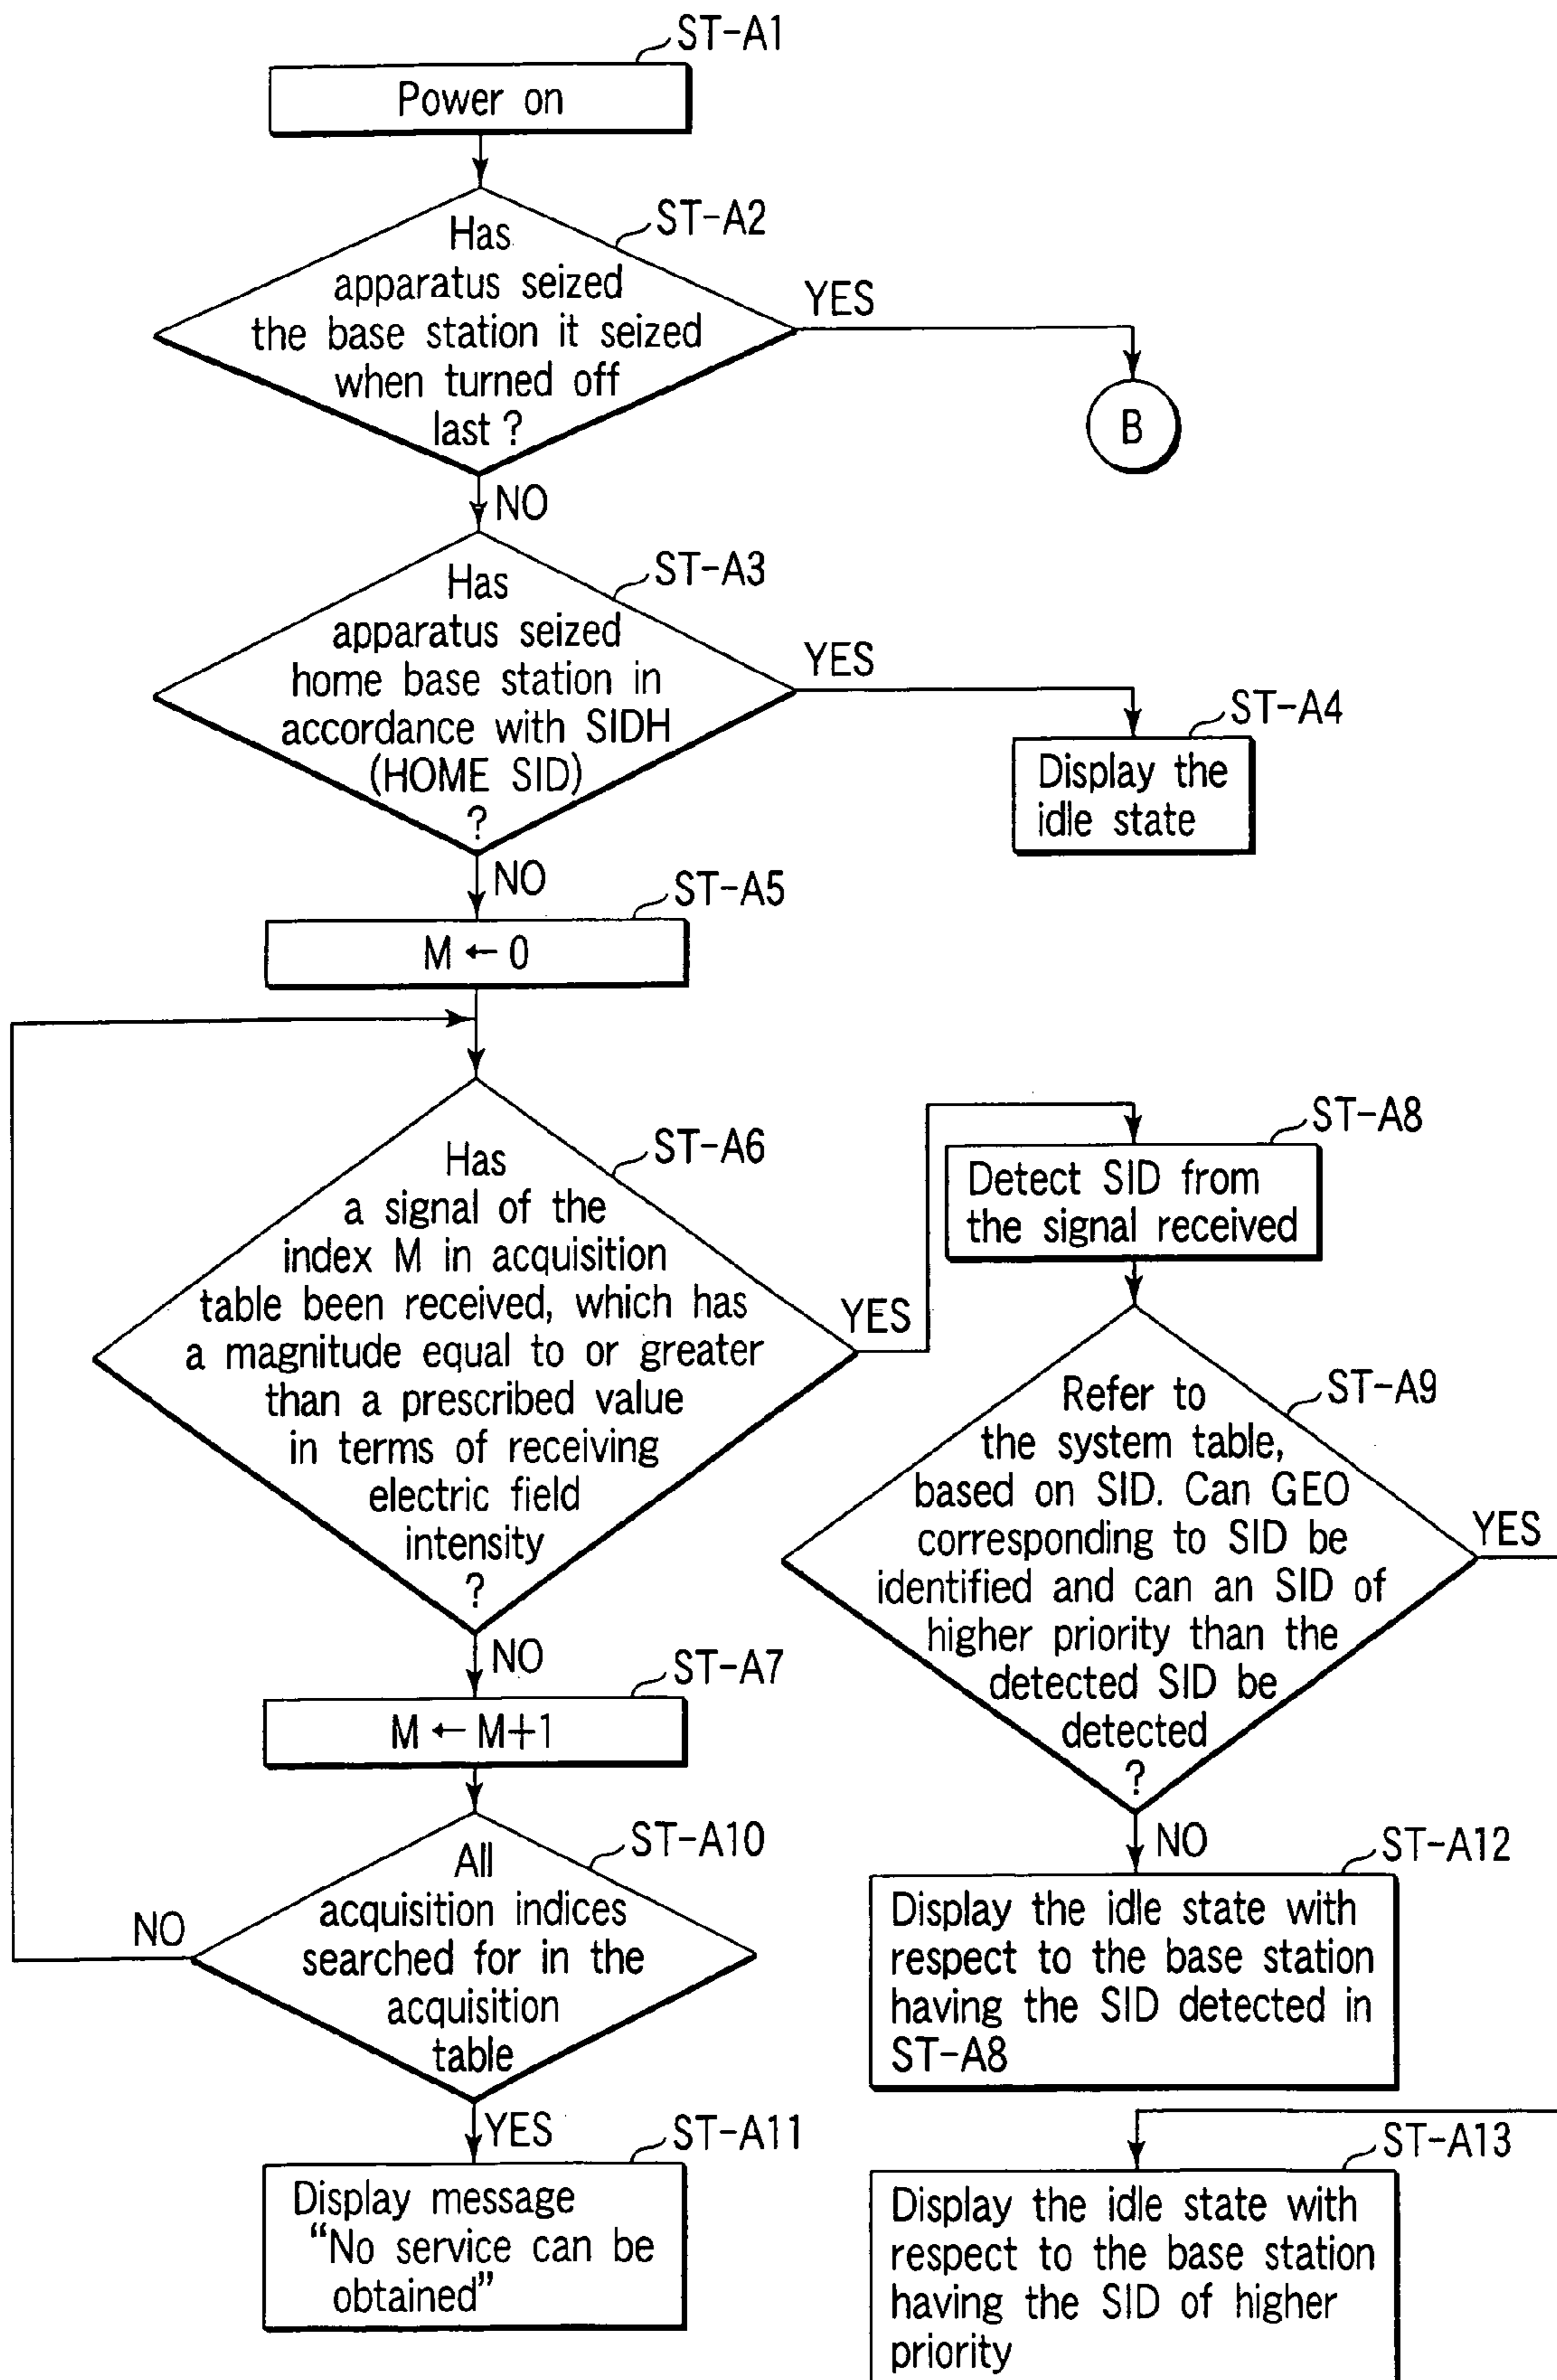 ST-A1
Power on
ST-A2
Has
apparatus seized
the base station it seized
when turned off
last ?
YES
B
NO
ST-A3
Has
apparatus seized
home base station in
accordance with SIDH
(HOME SID)
?
YES
ST-A4
Display the
idle state
NO
ST-A5
M ← 0
ST-A6
Has
a signal of the
index M in acquisition
table been received, which has
a magnitude equal to or greater
than a prescribed value
in terms of receiving
electric field
intensity
?
YES
ST-A8
Detect SID from
the signal received
ST-A9
Refer to
the system table,
based on SID. Can GEO
corresponding to SID be
identified and can an SID of
higher priority than the
detected SID be
detected
?
YES
NO
ST-A7
M ← M+1
ST-A10
All
acquisition indices
searched for in the
acquisition
table
NO
YES
ST-A11
Display message
“No service can be
obtained”
NO
ST-A12
Display the idle state with
respect to the base station
having the SID detected in
ST-A8
ST-A13
Display the idle state with
respect to the base station
having the SID of higher
priority